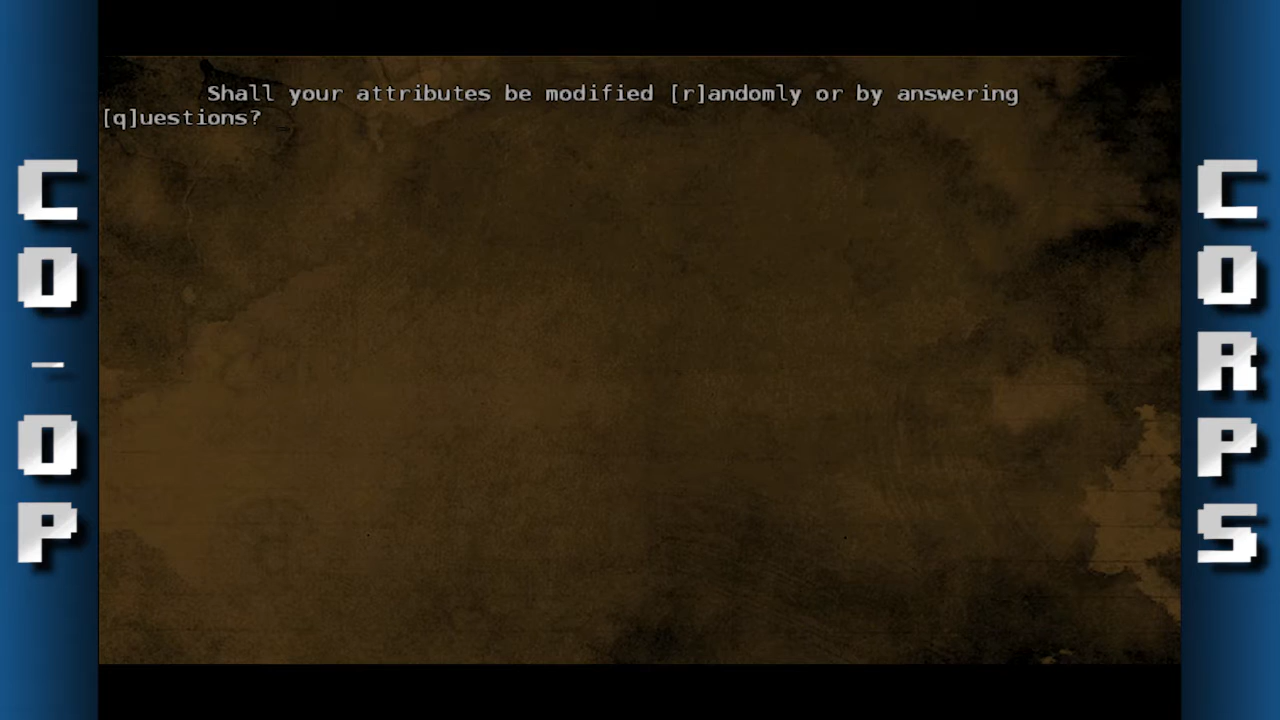 Shall your attributes be modified [r]andomly or by answering
[q]uestions? _
CO-OP
CORPS